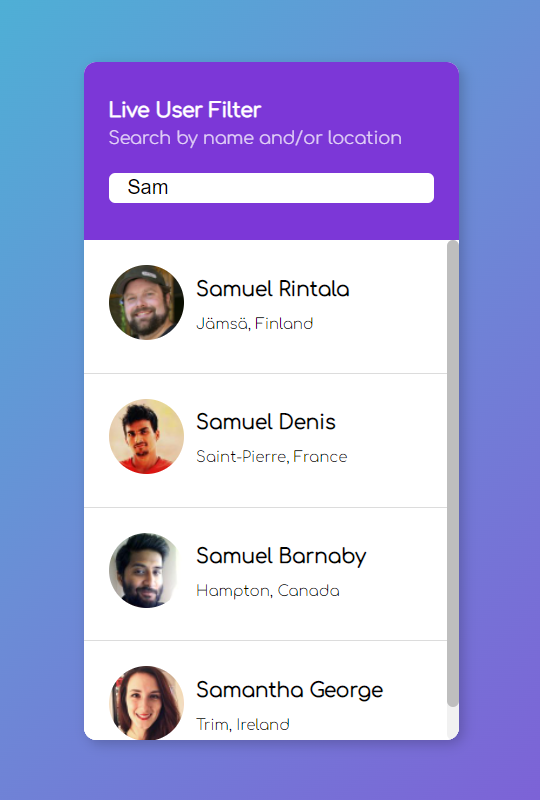 Live User Filter
Search by name and/or location
Sam
Samuel Rintala
Jämsä, Finland
Samuel Denis
Saint-Pierre, France
Samuel Barnaby
Hampton, Canada
Samantha George
Trim, Ireland